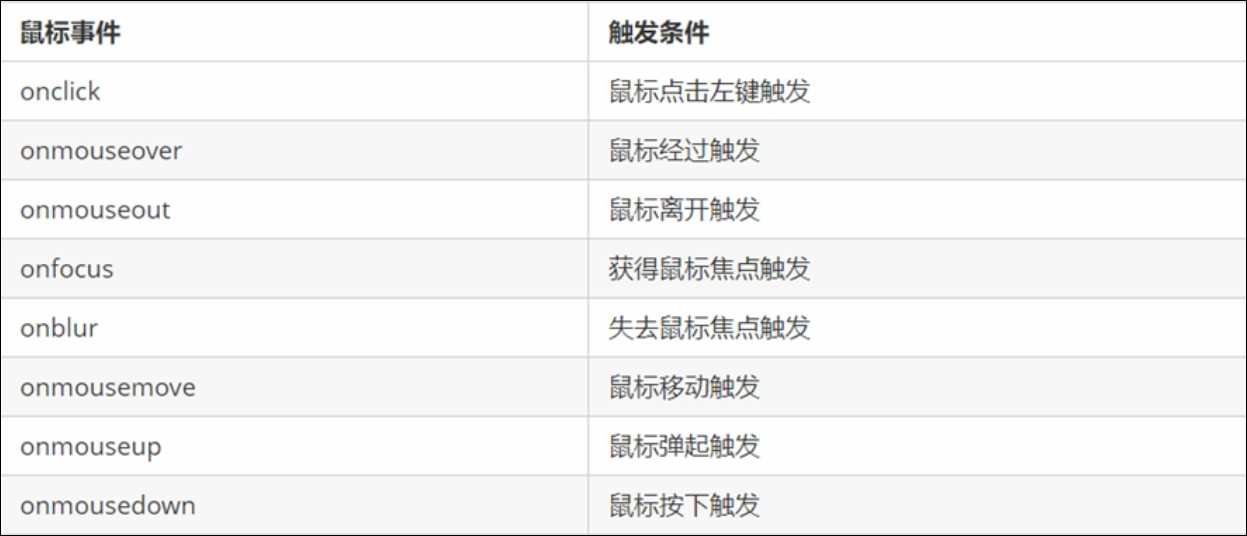 鼠标事件 触发条件
onclick 鼠标点击左键触发
onmouseover 鼠标经过触发
onmouseout 鼠标离开触发
onfocus 获得鼠标焦点触发
onblur 失去鼠标焦点触发
onmousemove 鼠标移动触发
onmouseup 鼠标弹起触发
onmousedown 鼠标按下触发